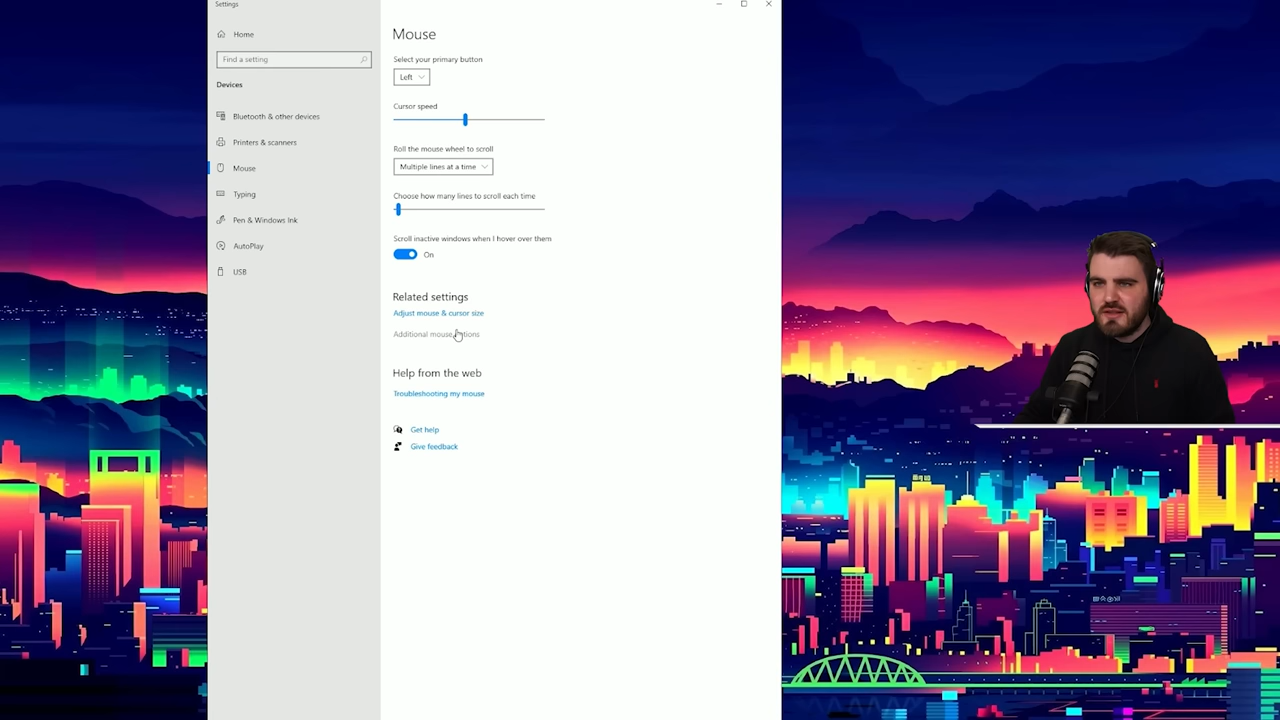 Settings
Home
Find a setting
Devices
Bluetooth & other devices
Printers & scanners
Mouse
Typing
Pen & Windows Ink
AutoPlay
USB
Mouse
Select your primary button
Left
Cursor speed
Roll the mouse wheel to scroll
Multiple lines at a time
Choose how many lines to scroll each time
Scroll inactive windows when I hover over them
On
Related settings
Adjust mouse & cursor size
Additional mouse options
Help from the web
Troubleshooting my mouse
Get help
Give feedback